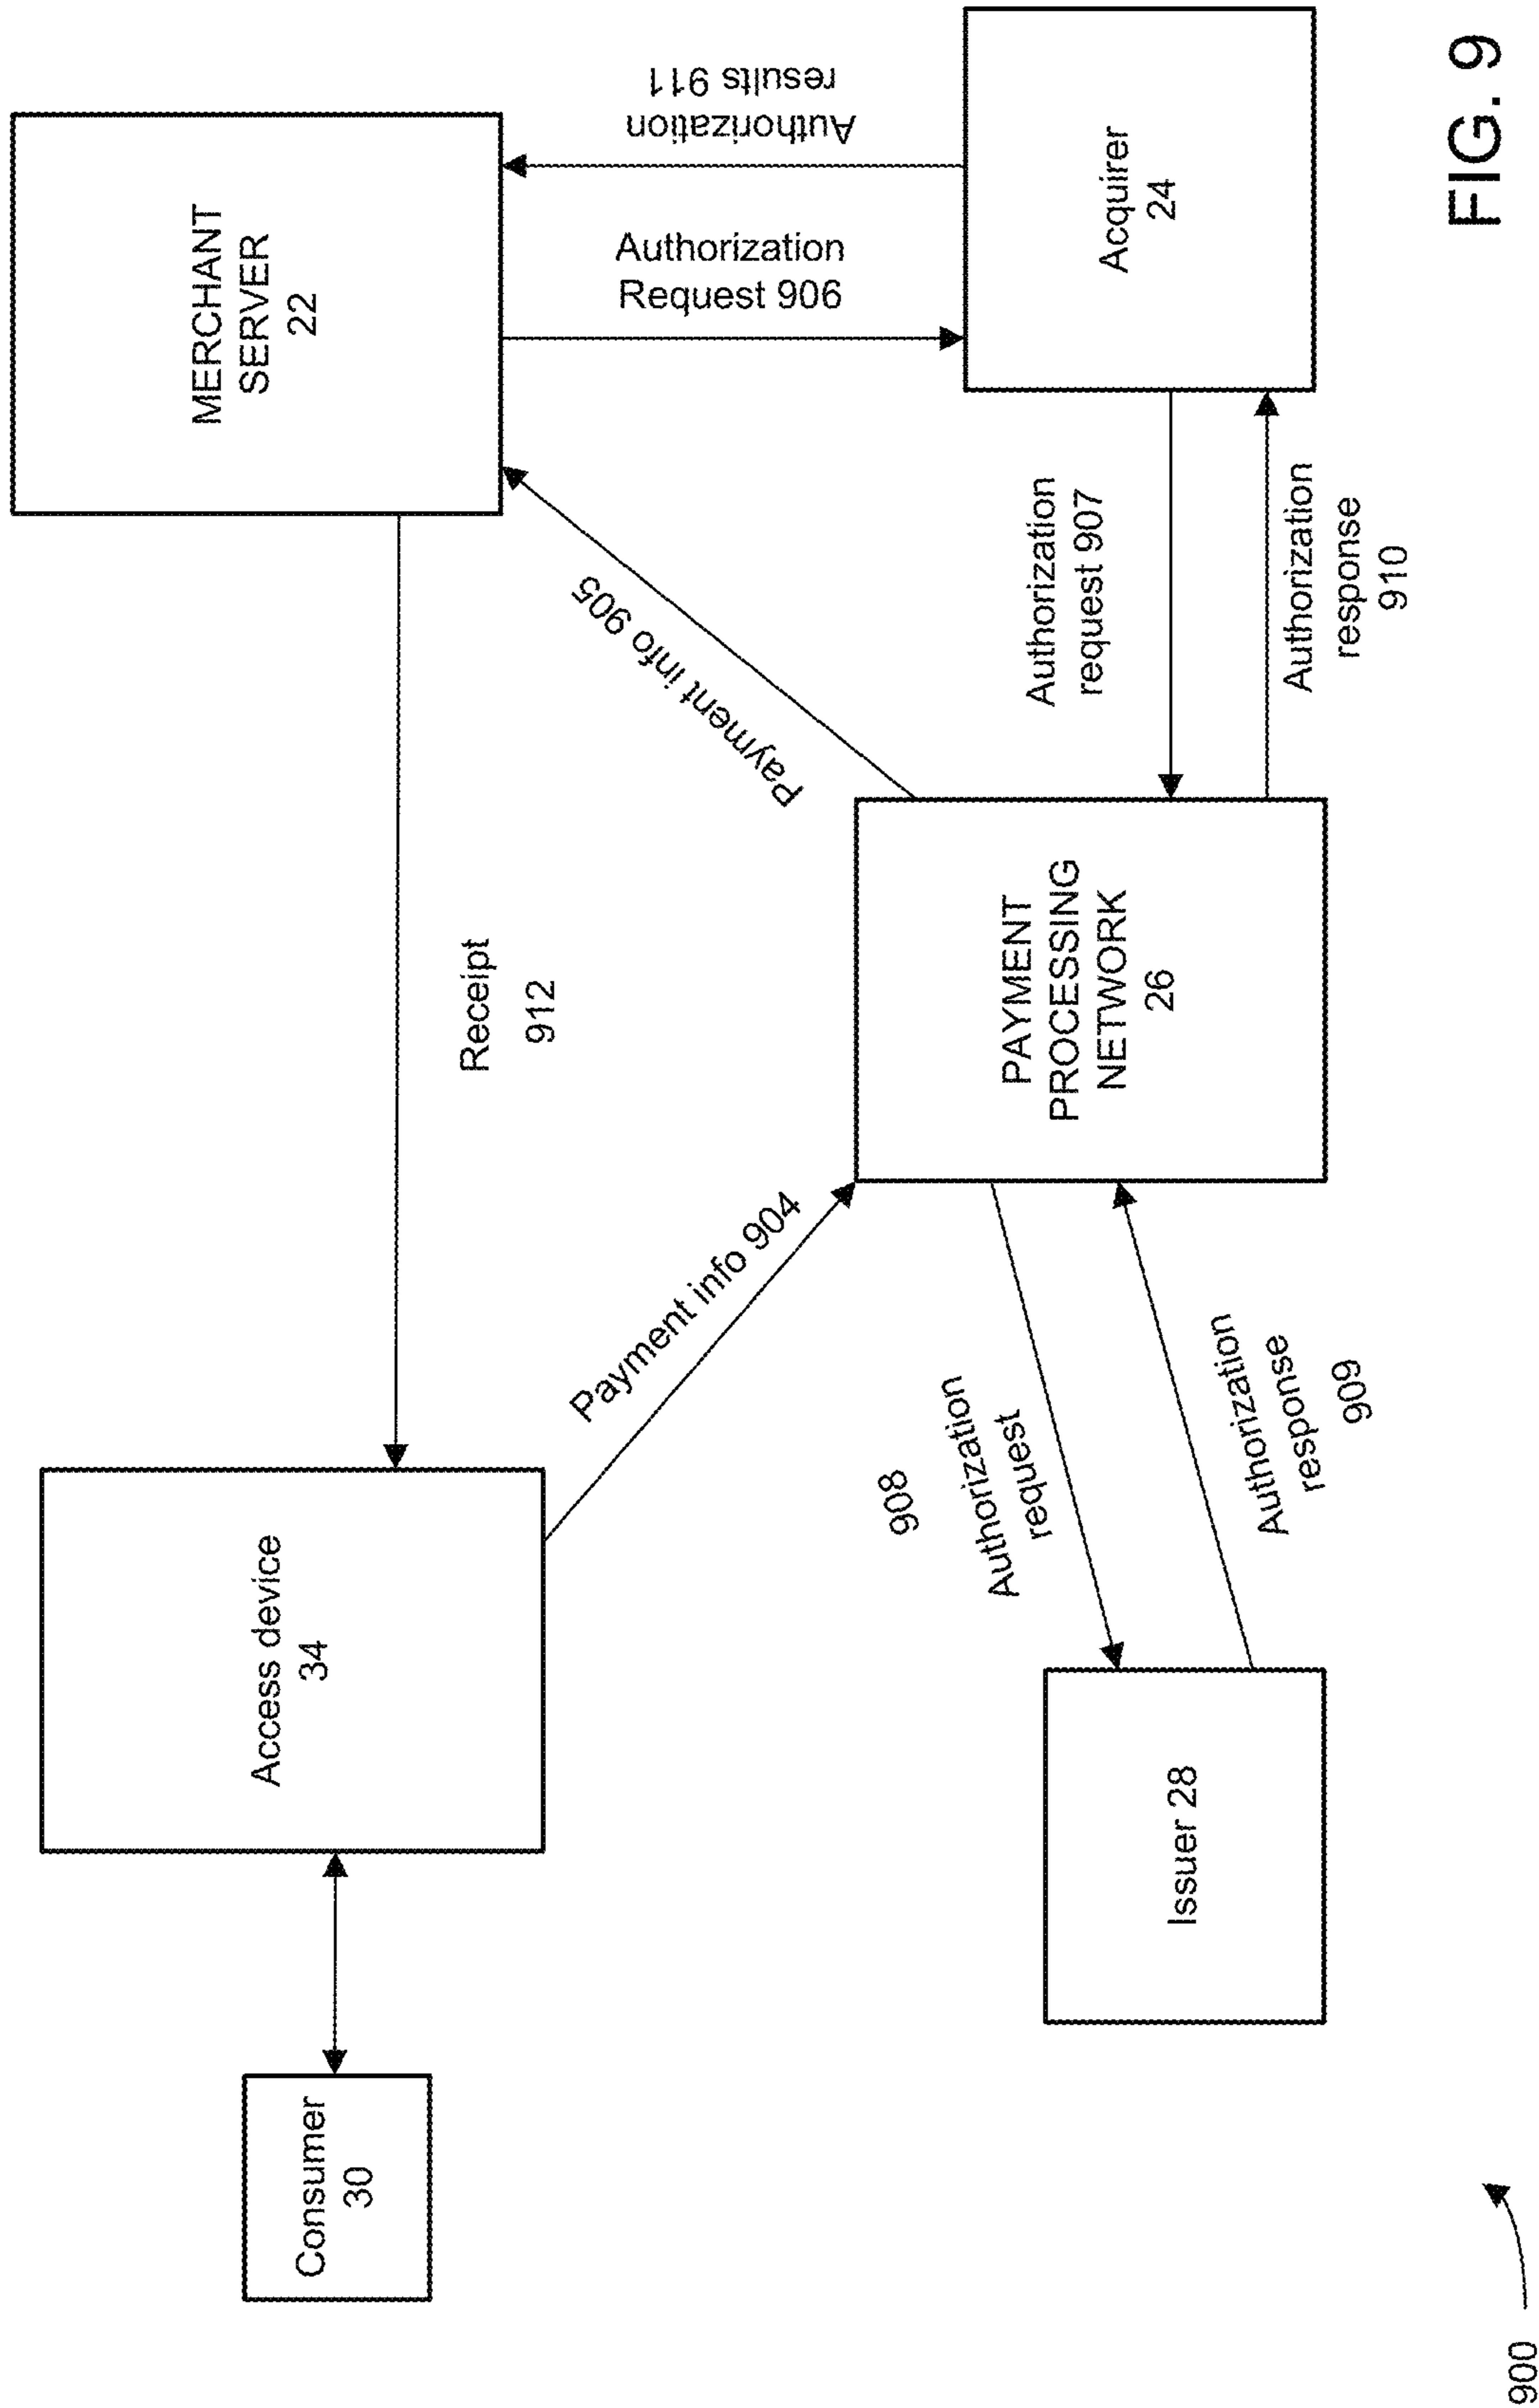 Consumer
30
Access device
34
MERCHANT
SERVER
22
Receipt
912
Payment info 904
Payment info 905
Authorization
Request 906
Authorization
results 911
908
Authorization
request
Authorization
response
909
Issuer 28
PAYMENT
PROCESSING
NETWORK
26
Authorization
request 907
Authorization
response
910
Acquirer
24
900
FIG. 9